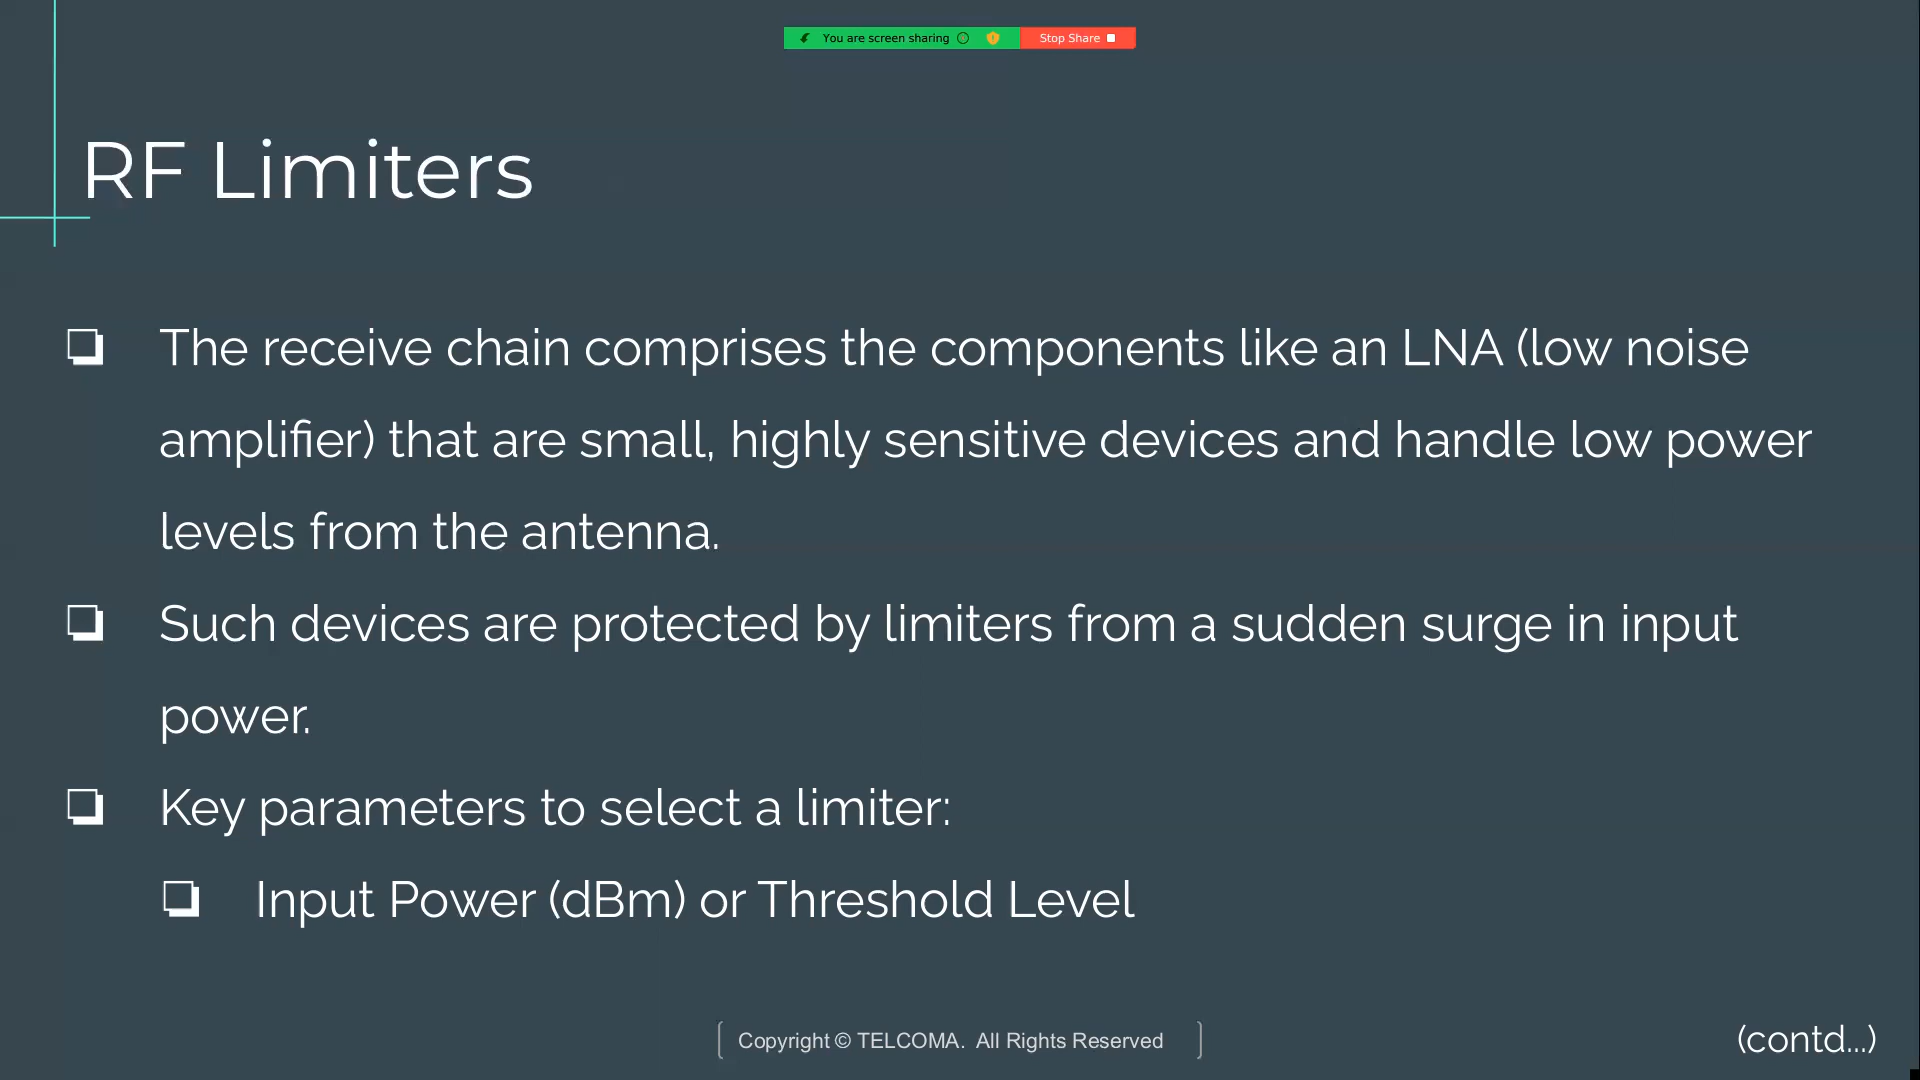 You are screen sharing
Stop Share
RF Limiters
❏ The receive chain comprises the components like an LNA (low noise
amplifier) that are small, highly sensitive devices and handle low power
levels from the antenna.
❏ Such devices are protected by limiters from a sudden surge in input
power.
❏ Key parameters to select a limiter:
❏ Input Power (dBm) or Threshold Level
Copyright © TELCOMA. All Rights Reserved
(contd...)